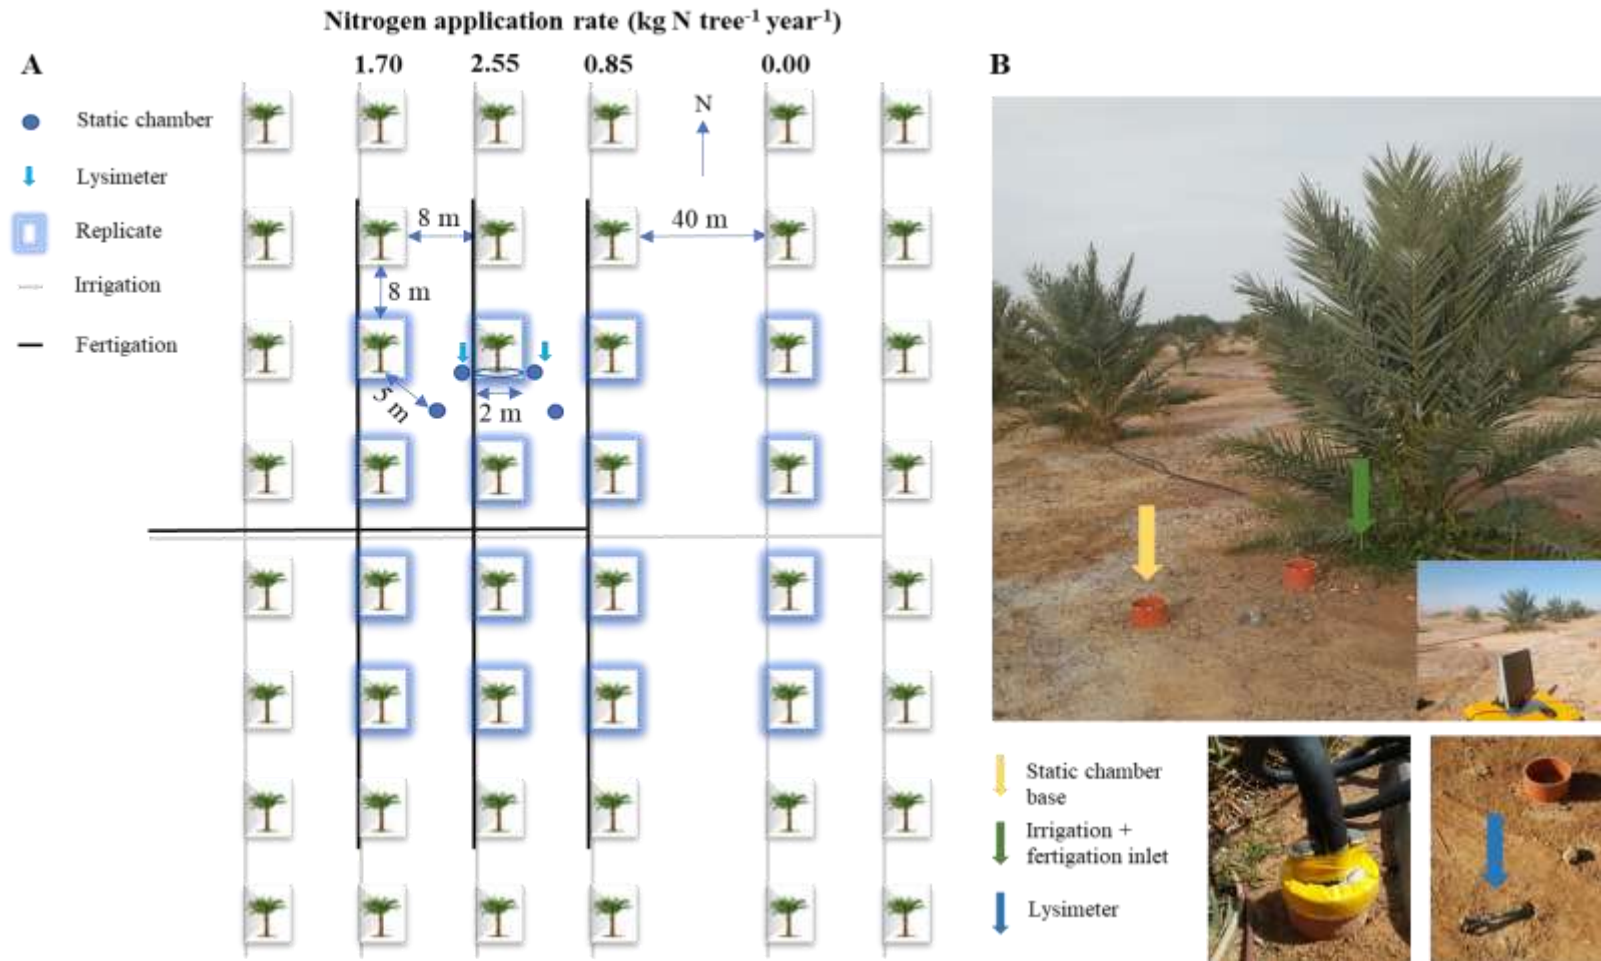 Nitrogen application rate (kg N tree⁻¹ year⁻¹)
A
1.70 2.55 0.85 0.00
Static chamber
Lysimeter
Replicate
Irrigation
Fertigation
N
8 m
40 m
8 m
5 m
2 m
B
Static chamber
base
Irrigation +
fertigation inlet
Lysimeter